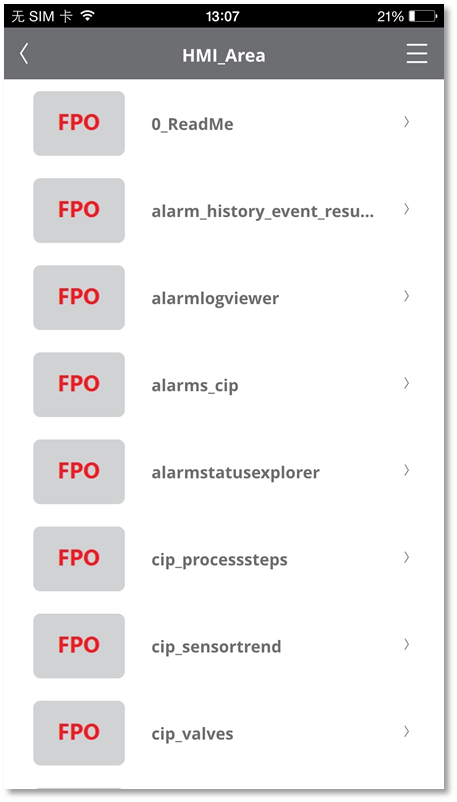 无 SIM 卡 13:07 21%
HMI_Area
FPO 0_ReadMe
FPO alarm_history_event_resu...
FPO alarmlogviewer
FPO alarms_cip
FPO alarmstatusexplorer
FPO cip_processsteps
FPO cip_sensortrend
FPO cip_valves